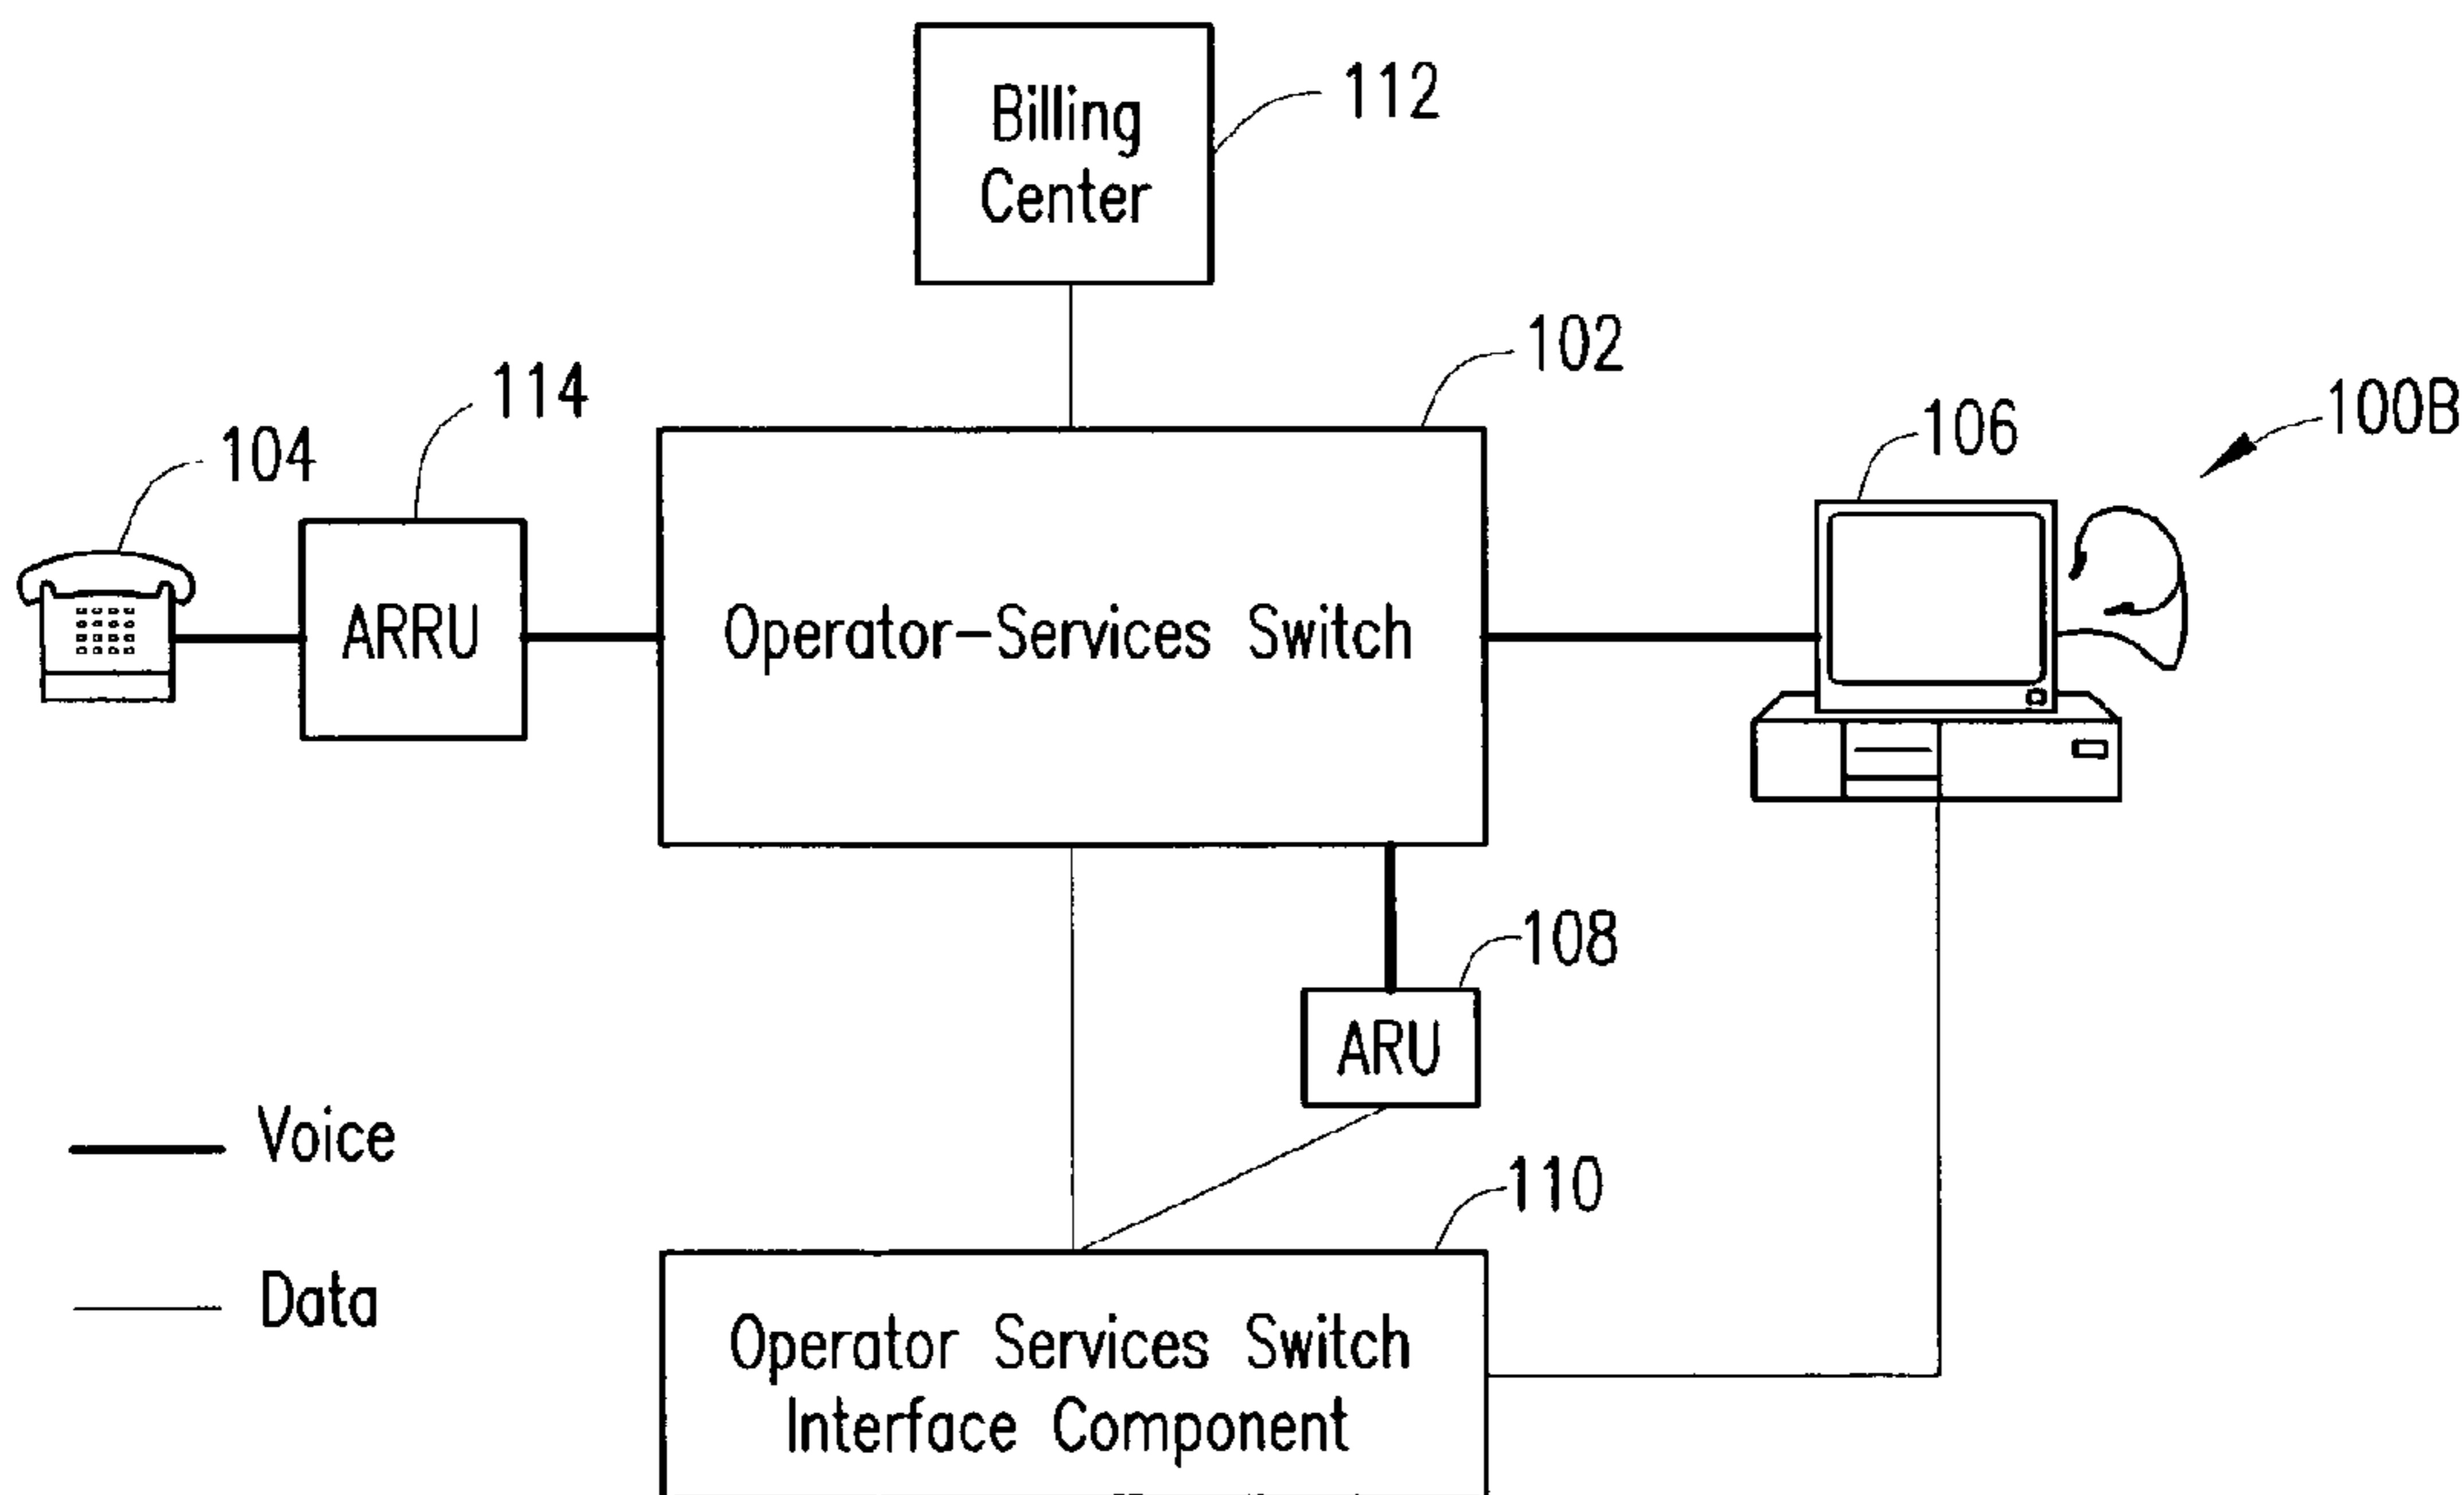 Billing
Center
112
102
114
104
106
100B
ARRU
Operator-Services Switch
108
ARU
Voice
110
Data
Operator Services Switch
Interface Component